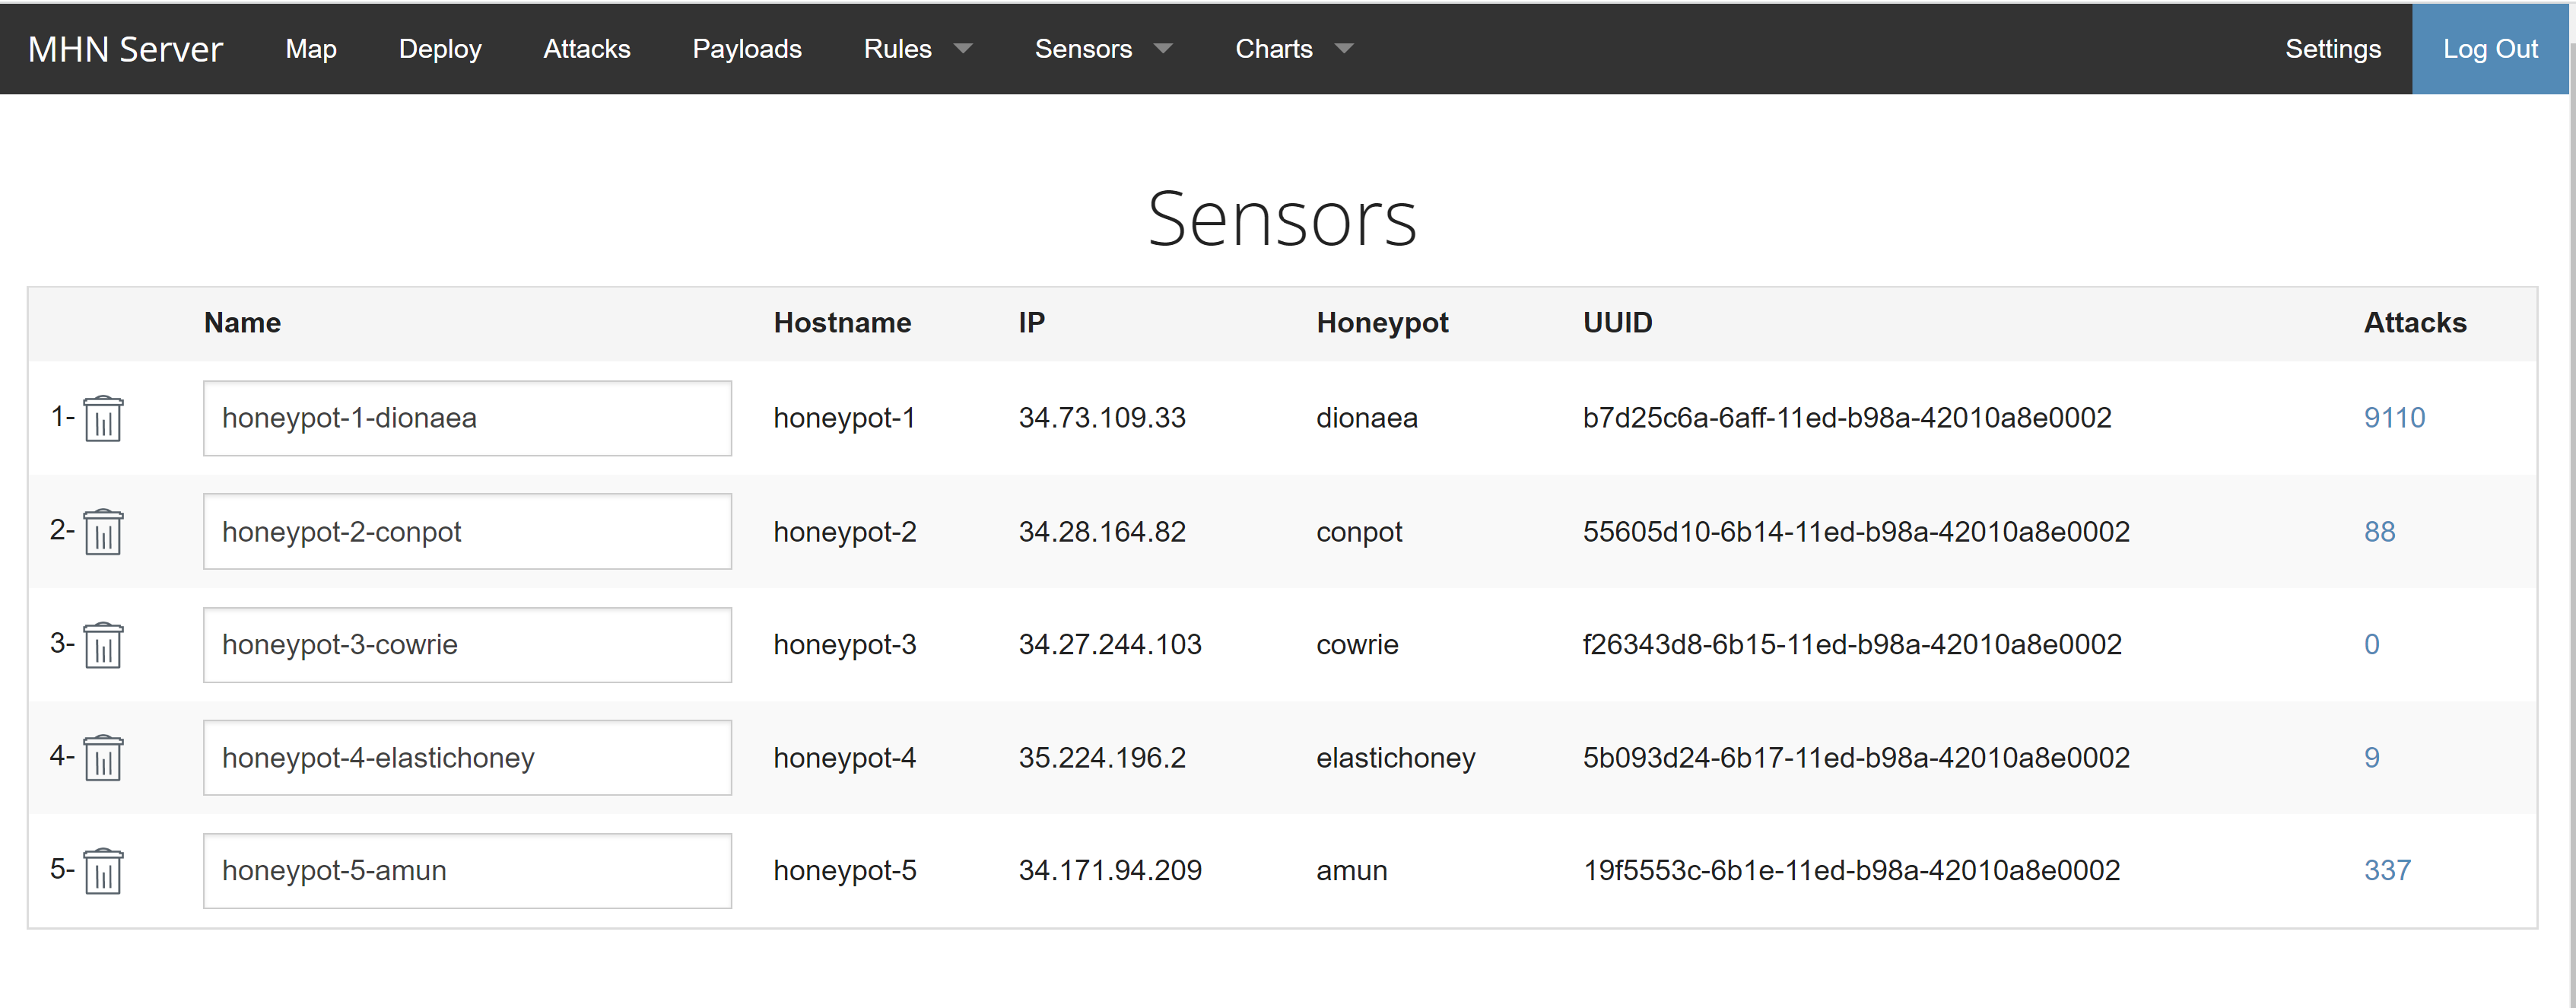 MHN Server Map Deploy Attacks Payloads Rules Sensors Charts Settings Log Out
Sensors
Name Hostname IP Honeypot UUID Attacks
1- honeypot-1-dionaea honeypot-1 34.73.109.33 dionaea b7d25c6a-6aff-11ed-b98a-42010a8e0002 9110
2- honeypot-2-conpot honeypot-2 34.28.164.82 conpot 55605d10-6b14-11ed-b98a-42010a8e0002 88
3- honeypot-3-cowrie honeypot-3 34.27.244.103 cowrie f26343d8-6b15-11ed-b98a-42010a8e0002 0
4- honeypot-4-elastichoney honeypot-4 35.224.196.2 elastichoney 5b093d24-6b17-11ed-b98a-42010a8e0002 9
5- honeypot-5-amun honeypot-5 34.171.94.209 amun 19f5553c-6b1e-11ed-b98a-42010a8e0002 337